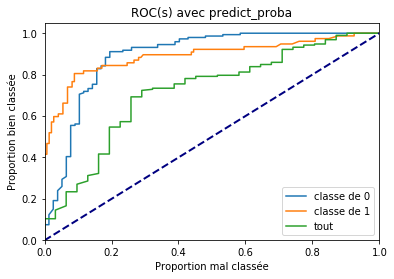 ROC(s) avec predict_proba
Proportion bien classée
1.0
0.8
0.6
0.4
0.2
0.0
0.0 0.2 0.4 0.6 0.8 1.0
Proportion mal classée
classe de 0
classe de 1
tout